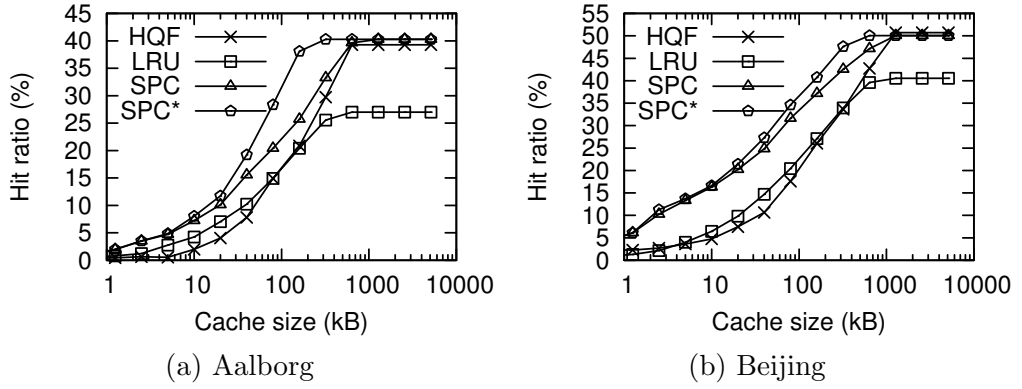 45
40
35
30
25
20
15
10
5
0
Hit ratio (%)
HQF
LRU
SPC
SPC*
1 10 100 1000 10000
Cache size (kB)
(a) Aalborg
55
50
45
40
35
30
25
20
15
10
5
0
Hit ratio (%)
HQF
LRU
SPC
SPC*
1 10 100 1000 10000
Cache size (kB)
(b) Beijing